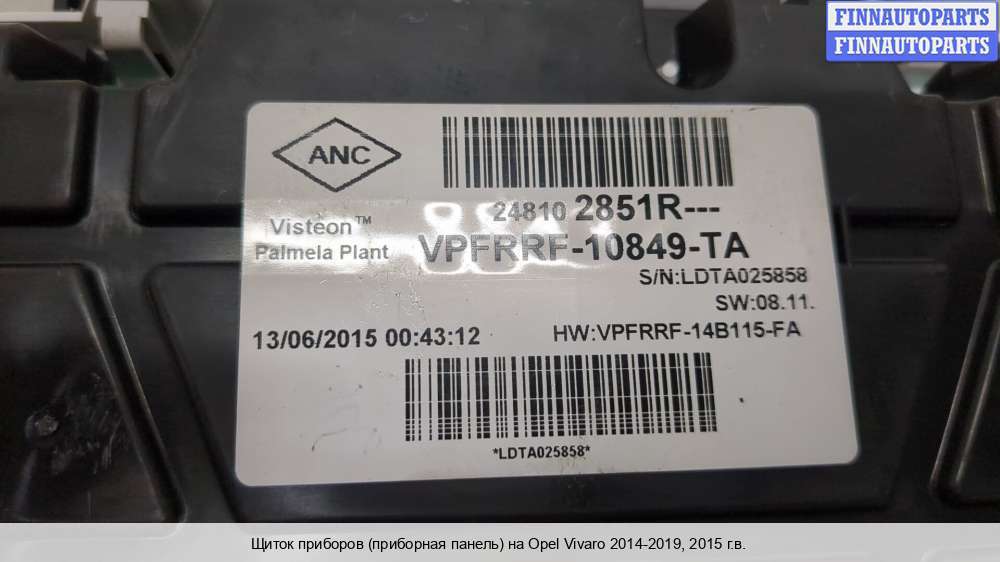 FINNAUTOPARTS
FINNAUTOPARTS
ANC
Visteon™
Palmela Plant
24810 2851R---
VPFRRF-10849-TA
S/N:LDTA025858
SW:08.11.
13/06/2015 00:43:12
HW:VPFRRF-14B115-FA
*LDTA025858*
Щиток приборов (приборная панель) на Opel Vivaro 2014-2019, 2015 г.в.